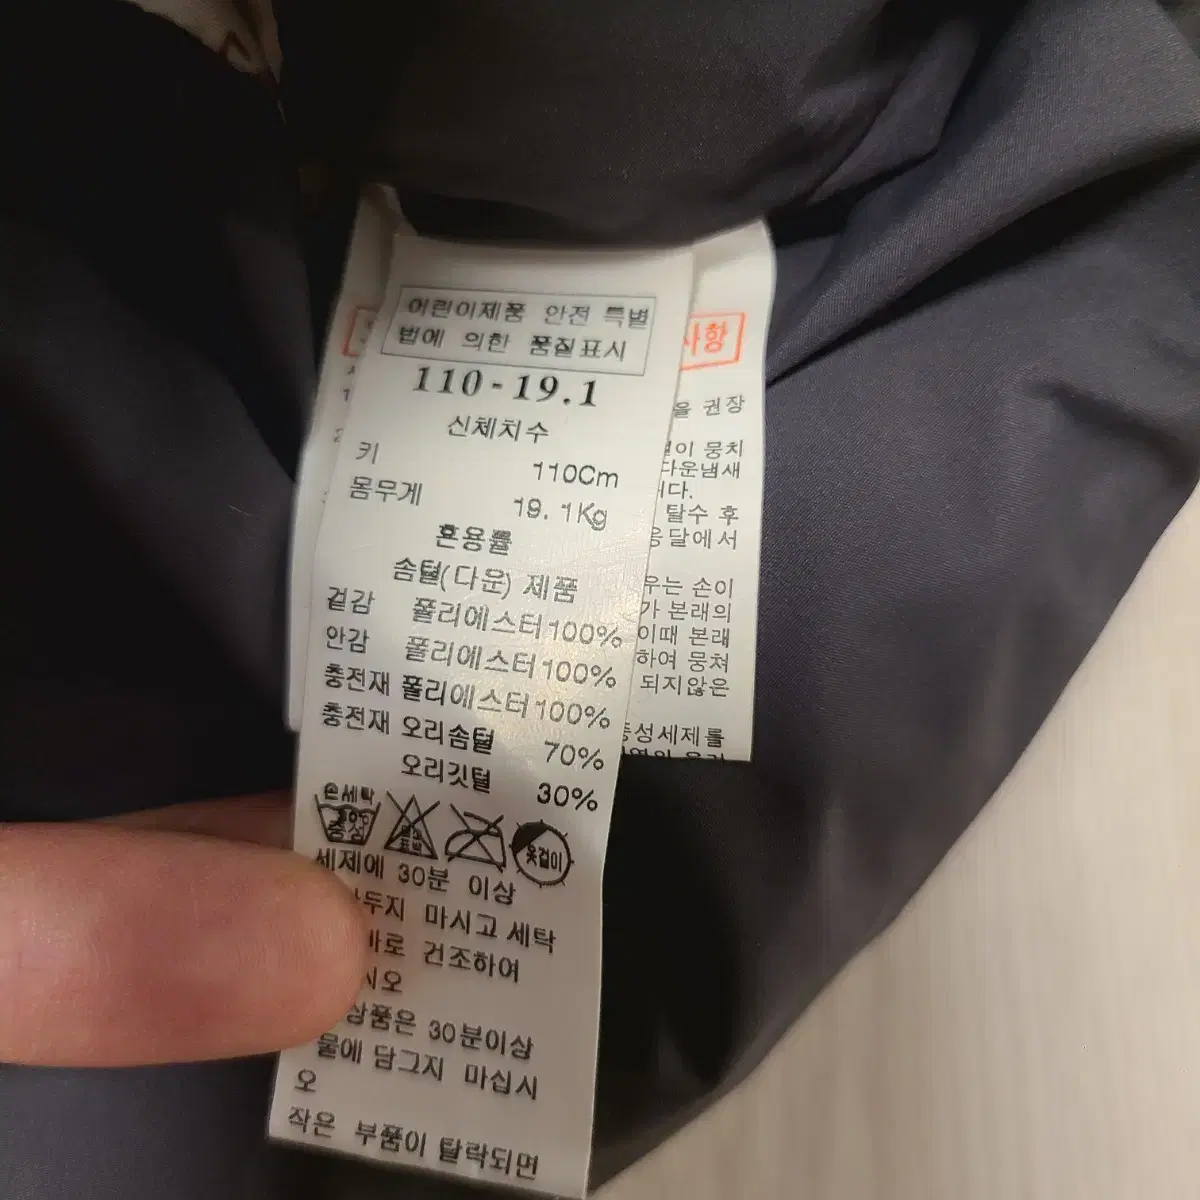 어린이제품 안전 특별
법에 의한 품질표시
110-19.1
신체치수
키 110Cm
몸무게 19.1Kg
혼용률
솜털(다운) 제품
겉감 폴리에스터100%
안감 폴리에스터100%
충전재 폴리에스터100%
충전재 오리솜털 70%
오리깃털 30%
손세탁
중성
옷걸이
세제에 30분 이상
두지 마시고 세탁
바로 건조하여
시오
상품은 30분이상
물에 담그지 마십시
오
작은 부품이 탈락되면
사항
을 권장
이 뭉치
다운냄새
니다.
탈수 후
응달에서
우는 손이
가 본래의
이때 본래
하여 뭉쳐
되지않은
중성세제를